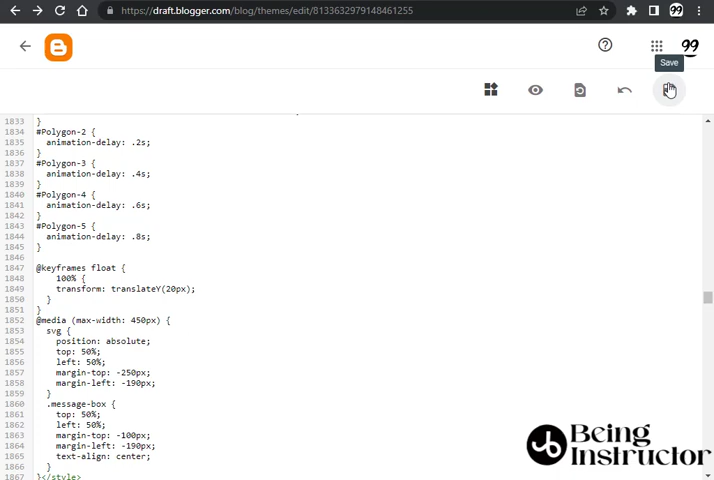 https://draft.blogger.com/blog/themes/edit/8133632979148461255
99
99
Save
1833 }
1834 #Polygon-2 {
1835 animation-delay: .2s;
1836 }
1837 #Polygon-3 {
1838 animation-delay: .4s;
1839 }
1840 #Polygon-4 {
1841 animation-delay: .6s;
1842 }
1843 #Polygon-5 {
1844 animation-delay: .8s;
1845 }
1846
1847 @keyframes float {
1848 100% {
1849 transform: translateY(20px);
1850 }
1851 }
1852 @media (max-width: 450px) {
1853 svg {
1854 position: absolute;
1855 top: 50%;
1856 left: 50%;
1857 margin-top: -250px;
1858 margin-left: -190px;
1859 }
1860 .message-box {
1861 top: 50%;
1862 left: 50%;
1863 margin-top: -100px;
1864 margin-left: -190px;
1865 text-align: center;
1866 }
1867 }</style>
Being
Instructor